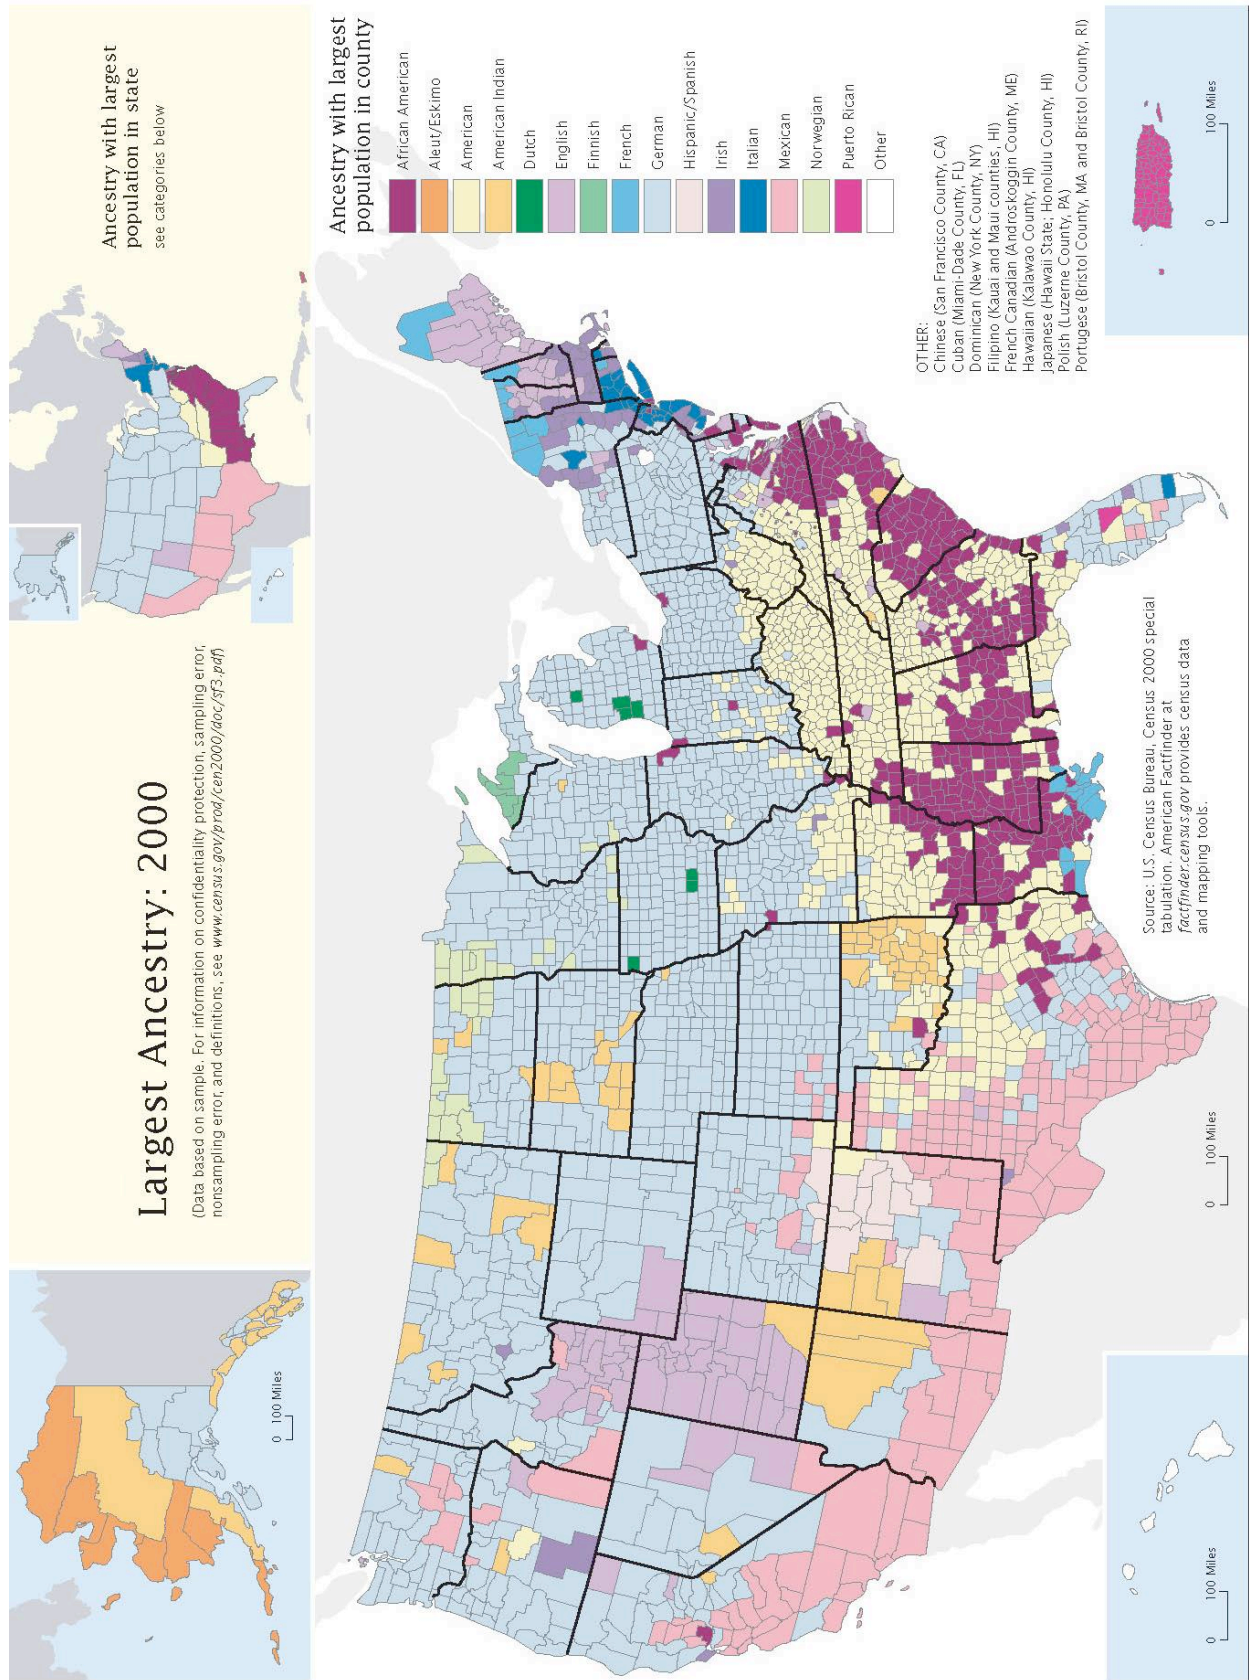 Largest Ancestry: 2000
(Data based on sample. For information on confidentiality protection, sampling error,
nonsampling error, and definitions, see www.census.gov/prod/cen2000/doc/sf3.pdf)
Ancestry with largest
population in state
see categories below
Ancestry with largest
population in county
African American
Aleut/Eskimo
American
American Indian
Dutch
English
Finnish
French
German
Hispanic/Spanish
Irish
Italian
Mexican
Norwegian
Puerto Rican
Other
OTHER:
Chinese (San Francisco County, CA)
Cuban (Miami-Dade County, FL)
Dominican (New York County, NY)
Filipino (Kauai and Maui counties, HI)
French Canadian (Androskoggin County, ME)
Hawaiian (Kalawao County, HI)
Japanese (Hawaii State; Honolulu County, HI)
Polish (Luzerne County, PA)
Portugese (Bristol County, MA and Bristol County, RI)
Source: U.S. Census Bureau, Census 2000 special
tabulation. American Factfinder at
factfinder.census.gov provides census data
and mapping tools.
0 100 Miles
0 100 Miles
0 100 Miles
0 100 Miles